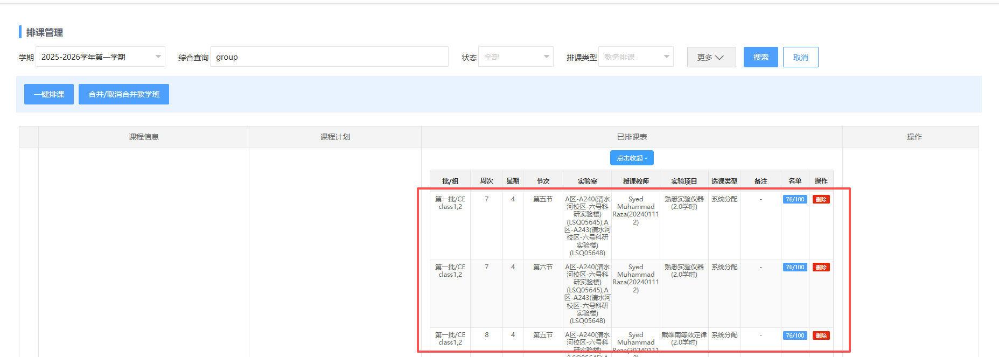 排课管理
学期 2025-2026学年第一学期 综合查询 group 状态 全部 排课类型 教务排课 更多 搜索 取消
一键排课 合并/取消合并教学班
课程信息 课程计划 已排课表 操作
点击收起 -
批/组 周次 星期 节次 实验室 授课教师 实验项目 选课类型 备注 名单 操作
第一批/CE 7 4 第五节 A区-A240(清水 Syed 熟悉实验仪器 系统分配 - 76/100 删除
class1,2 河校区-六号科 Muhammad (2.0学时)
研实验楼) Raza(20240111
(LSQ05645),A 2)
区-A243(清水河
校区-六号科研
实验楼)
(LSQ05648)
第一批/CE 7 4 第六节 A区-A240(清水 Syed 熟悉实验仪器 系统分配 - 76/100 删除
class1,2 河校区-六号科 Muhammad (2.0学时)
研实验楼) Raza(20240111
(LSQ05645),A 2)
区-A243(清水河
校区-六号科研
实验楼)
(LSQ05648)
第一批/CE 8 4 第五节 A区-A240(清水 Syed 戴维南等效定律 系统分配 - 76/100 删除
class1,2 河校区-六号科 Muhammad (2.0学时)
研实验楼) Raza(20240111